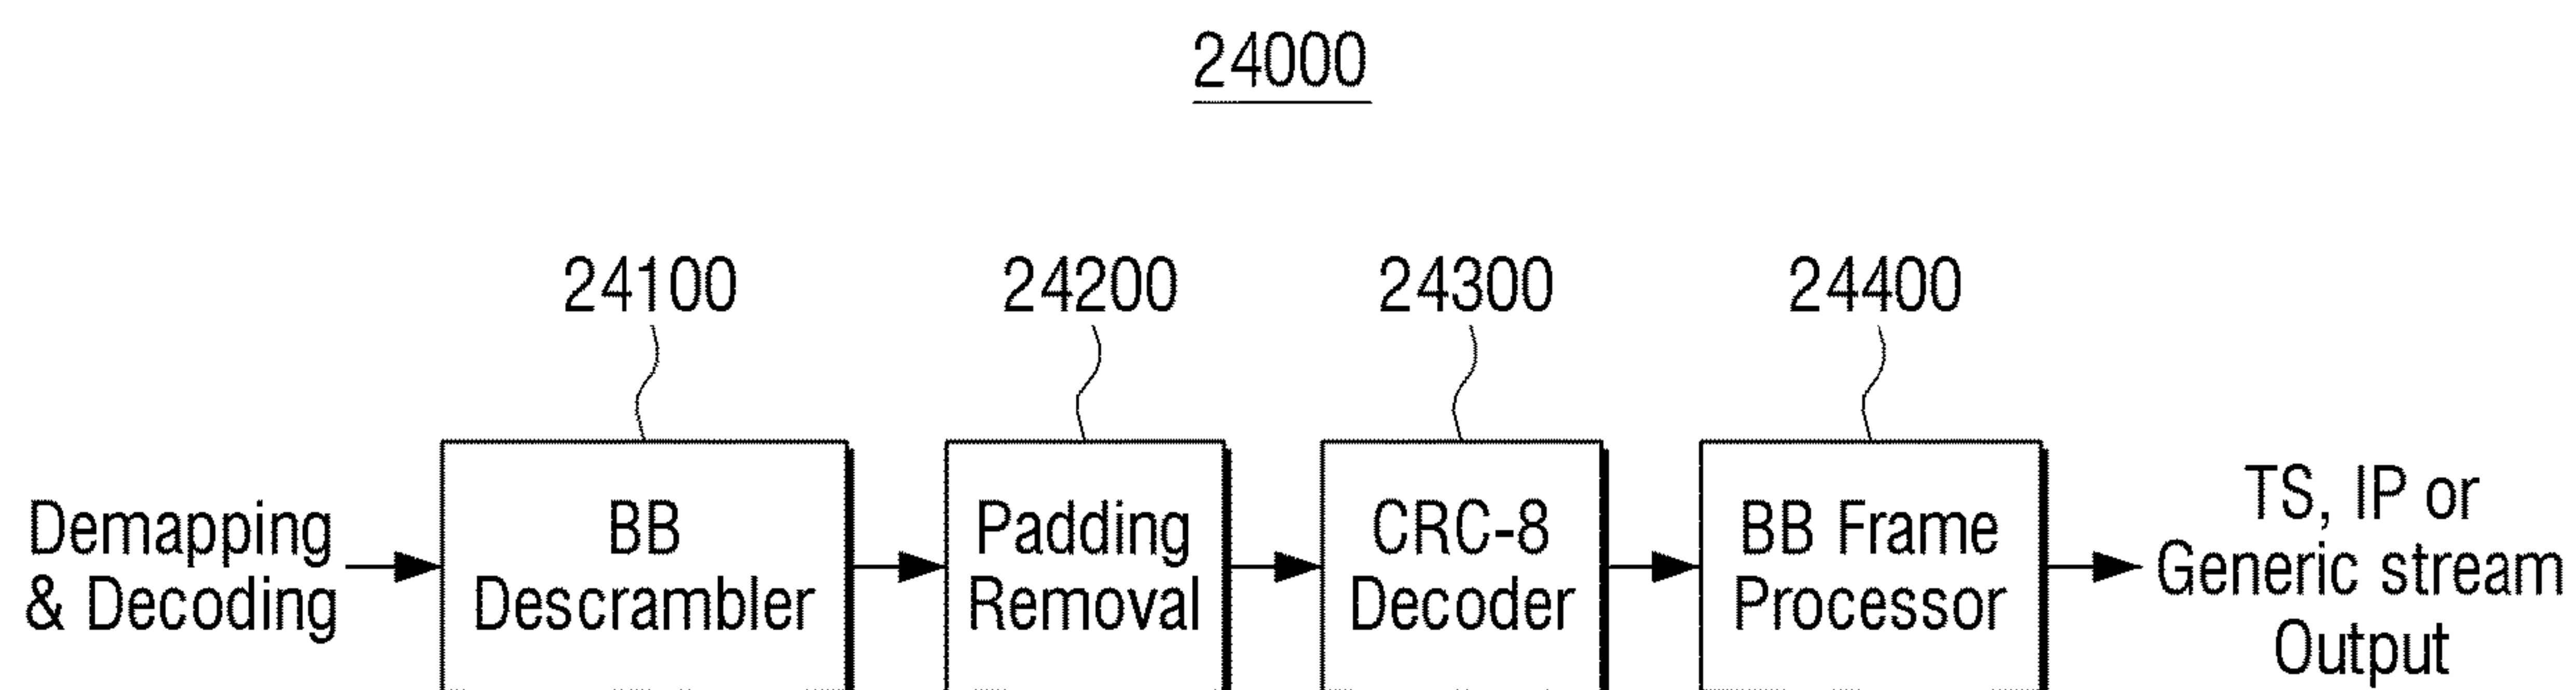 24000
24100
24200
24300
24400
Demapping
& Decoding
BB
Descrambler
Padding
Removal
CRC-8
Decoder
BB Frame
Processor
TS, IP or
Generic stream
Output